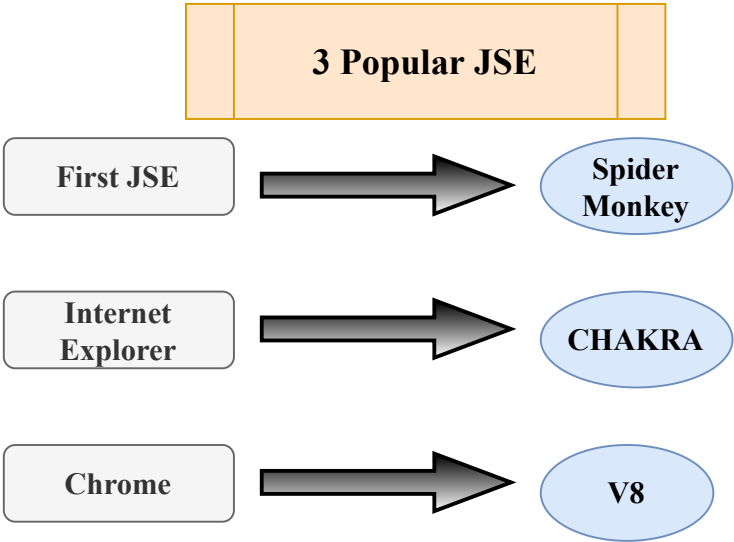 3 Popular JSE
First JSE
Spider
Monkey
Internet
Explorer
CHAKRA
Chrome
V8